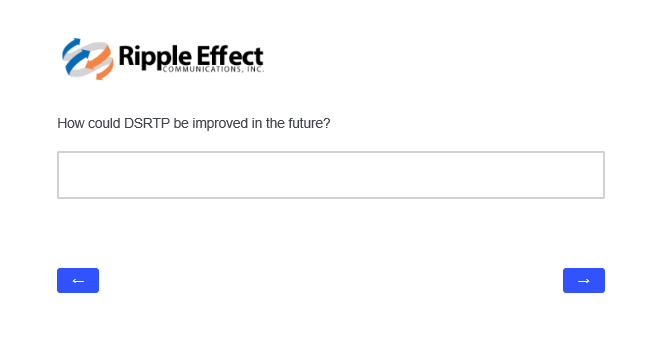 Ripple Effect
COMMUNICATIONS, INC.
How could DSRTP be improved in the future?
← →